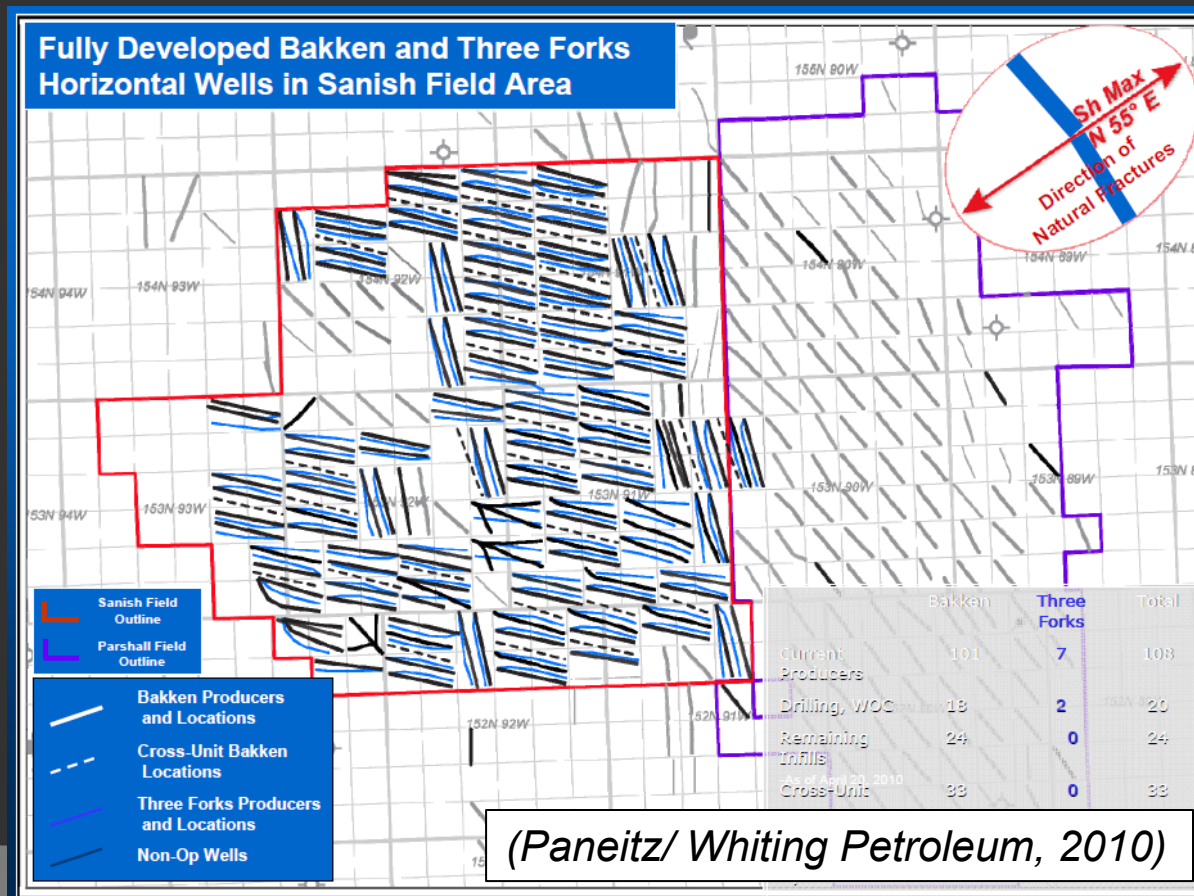 Fully Developed Bakken and Three Forks
Horizontal Wells in Sanish Field Area
155N 90W
Sh Max
N 55° E
Direction of
Natural Fractures
154N 94W
154N 93W
154N 92W
154N 90W
154N 89W
153N 94W
153N 93W
153N 91W
153N 90W
153N 89W
152N 92W
152N 91W
Sanish Field
Outline
Parshall Field
Outline
Bakken Producers
and Locations
Cross-Unit Bakken
Locations
Three Forks Producers
and Locations
Non-Op Wells
Bakken Three Forks Total
Current Producers 101 7 108
Drilling, WOC 18 2 20
Remaining Infills 24 0 24
-As of April 20, 2010
Cross-Unit 33 0 33
(Paneitz/ Whiting Petroleum, 2010)